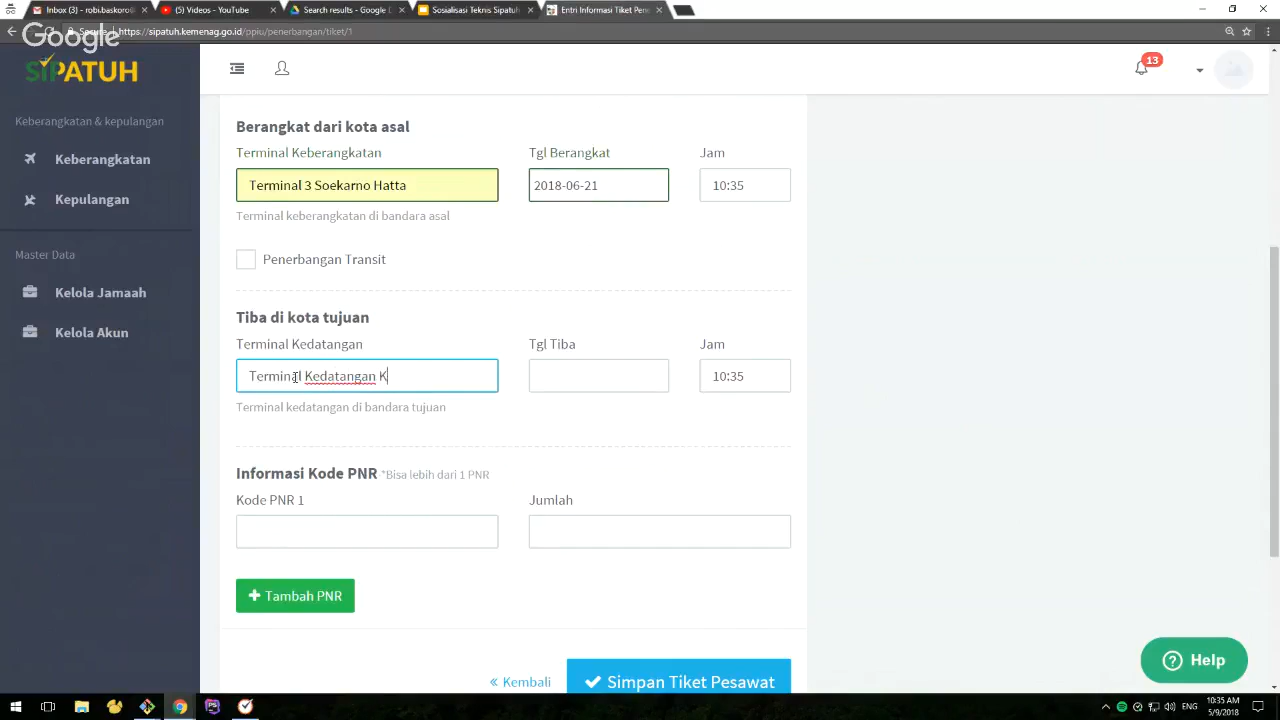 Inbox (3) - robubaskoro@
(5) Videos - YouTube
Search results - Google D
Sosialisasi Teknis Sipatuh
Entri Informasi Tiket Pene
Secure https://sipatuh.kemenag.go.id/ppiu/penerbangan/tiket/1
Google
SIPATUH
13
Keberangkatan & kepulangan
Keberangkatan
Kepulangan
Master Data
Kelola Jamaah
Kelola Akun
Berangkat dari kota asal
Terminal Keberangkatan Tgl Berangkat Jam
Terminal 3 Soekarno Hatta 2018-06-21 10:35
Terminal keberangkatan di bandara asal
Penerbangan Transit
Tiba di kota tujuan
Terminal Kedatangan Tgl Tiba Jam
Terminal Kedatangan K 10:35
Terminal kedatangan di bandara tujuan
Informasi Kode PNR *Bisa lebih dari 1 PNR
Kode PNR 1 Jumlah
+ Tambah PNR
« Kembali Simpan Tiket Pesawat
Help
ENG
10:35 AM
5/9/2018